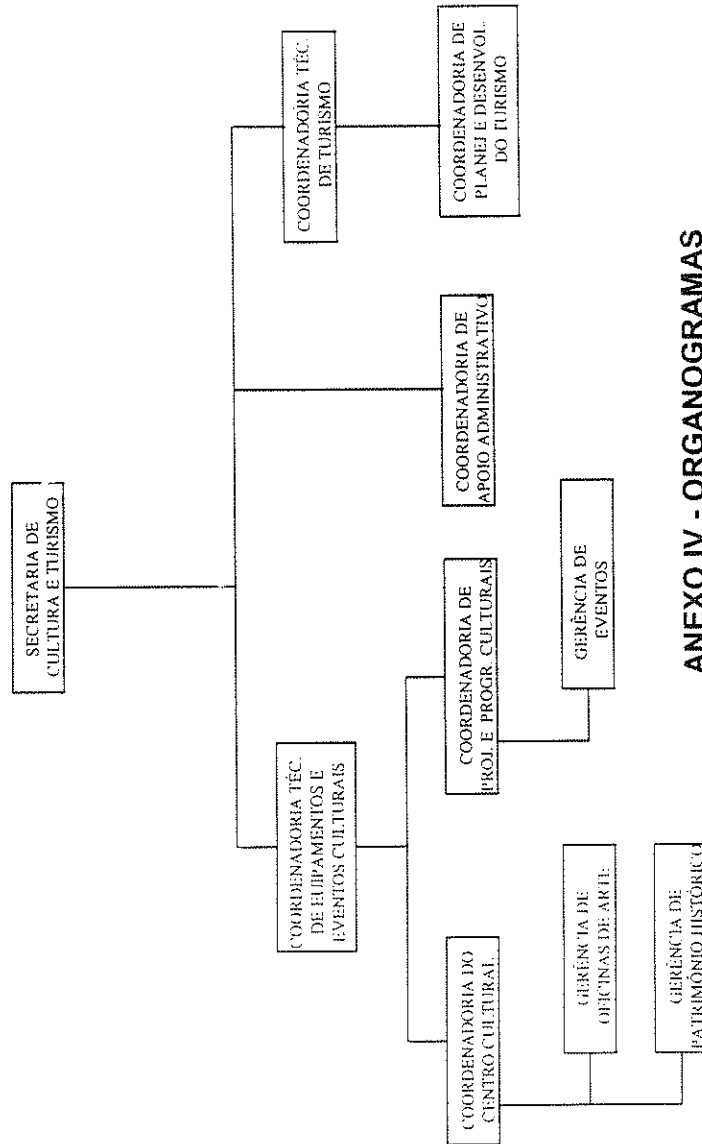 SECRETARIA DE
CULTURA E TURISMO
COORDENADORIA TÉC.
DE EUIPAMENTOS E
EVENTOS CULTURAIS
COORDENADORIA TÉC.
DE TURISMO
COORDENADORIA DO
CENTRO CULTURAL
COORDENADORIA DE
PROJ. E PROGR CULTURAIS
COORDENADORIA DE
APOIO ADMINISTRATIVO
COORDENADORIA DE
PLANEJ E DESENVOL.
DO TURISMO
GERÊNCIA DE
OFICINAS DE ARTE
GERÊNCIA DE
EVENTOS
GERÊNCIA DE
PATRIMÔNIO HISTÓRICO
ANEXO IV - ORGANOGRAMAS